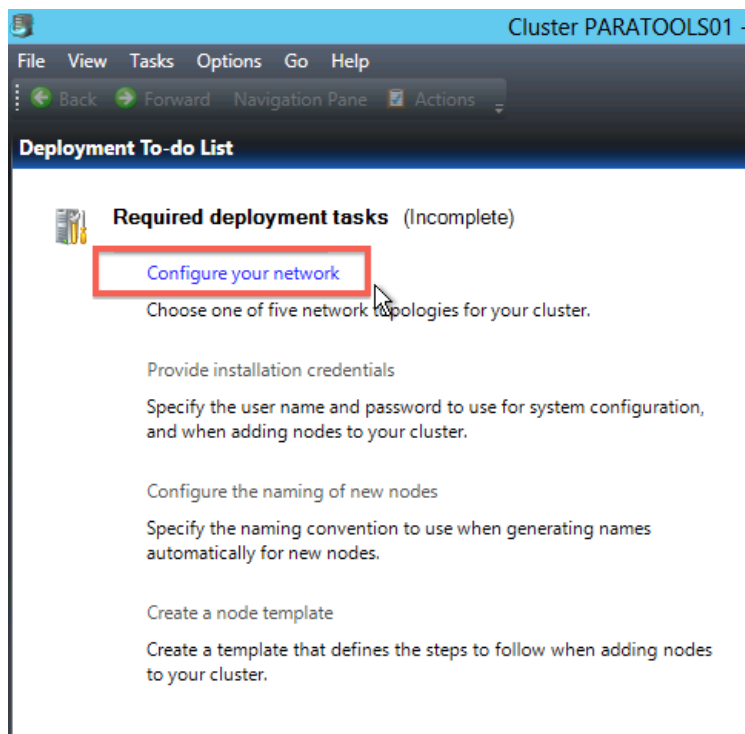 Cluster PARATOOLS01 -
File View Tasks Options Go Help
Back Forward Navigation Pane Actions
Deployment To-do List
Required deployment tasks (Incomplete)
Configure your network
Choose one of five network topologies for your cluster.
Provide installation credentials
Specify the user name and password to use for system configuration,
and when adding nodes to your cluster.
Configure the naming of new nodes
Specify the naming convention to use when generating names
automatically for new nodes.
Create a node template
Create a template that defines the steps to follow when adding nodes
to your cluster.